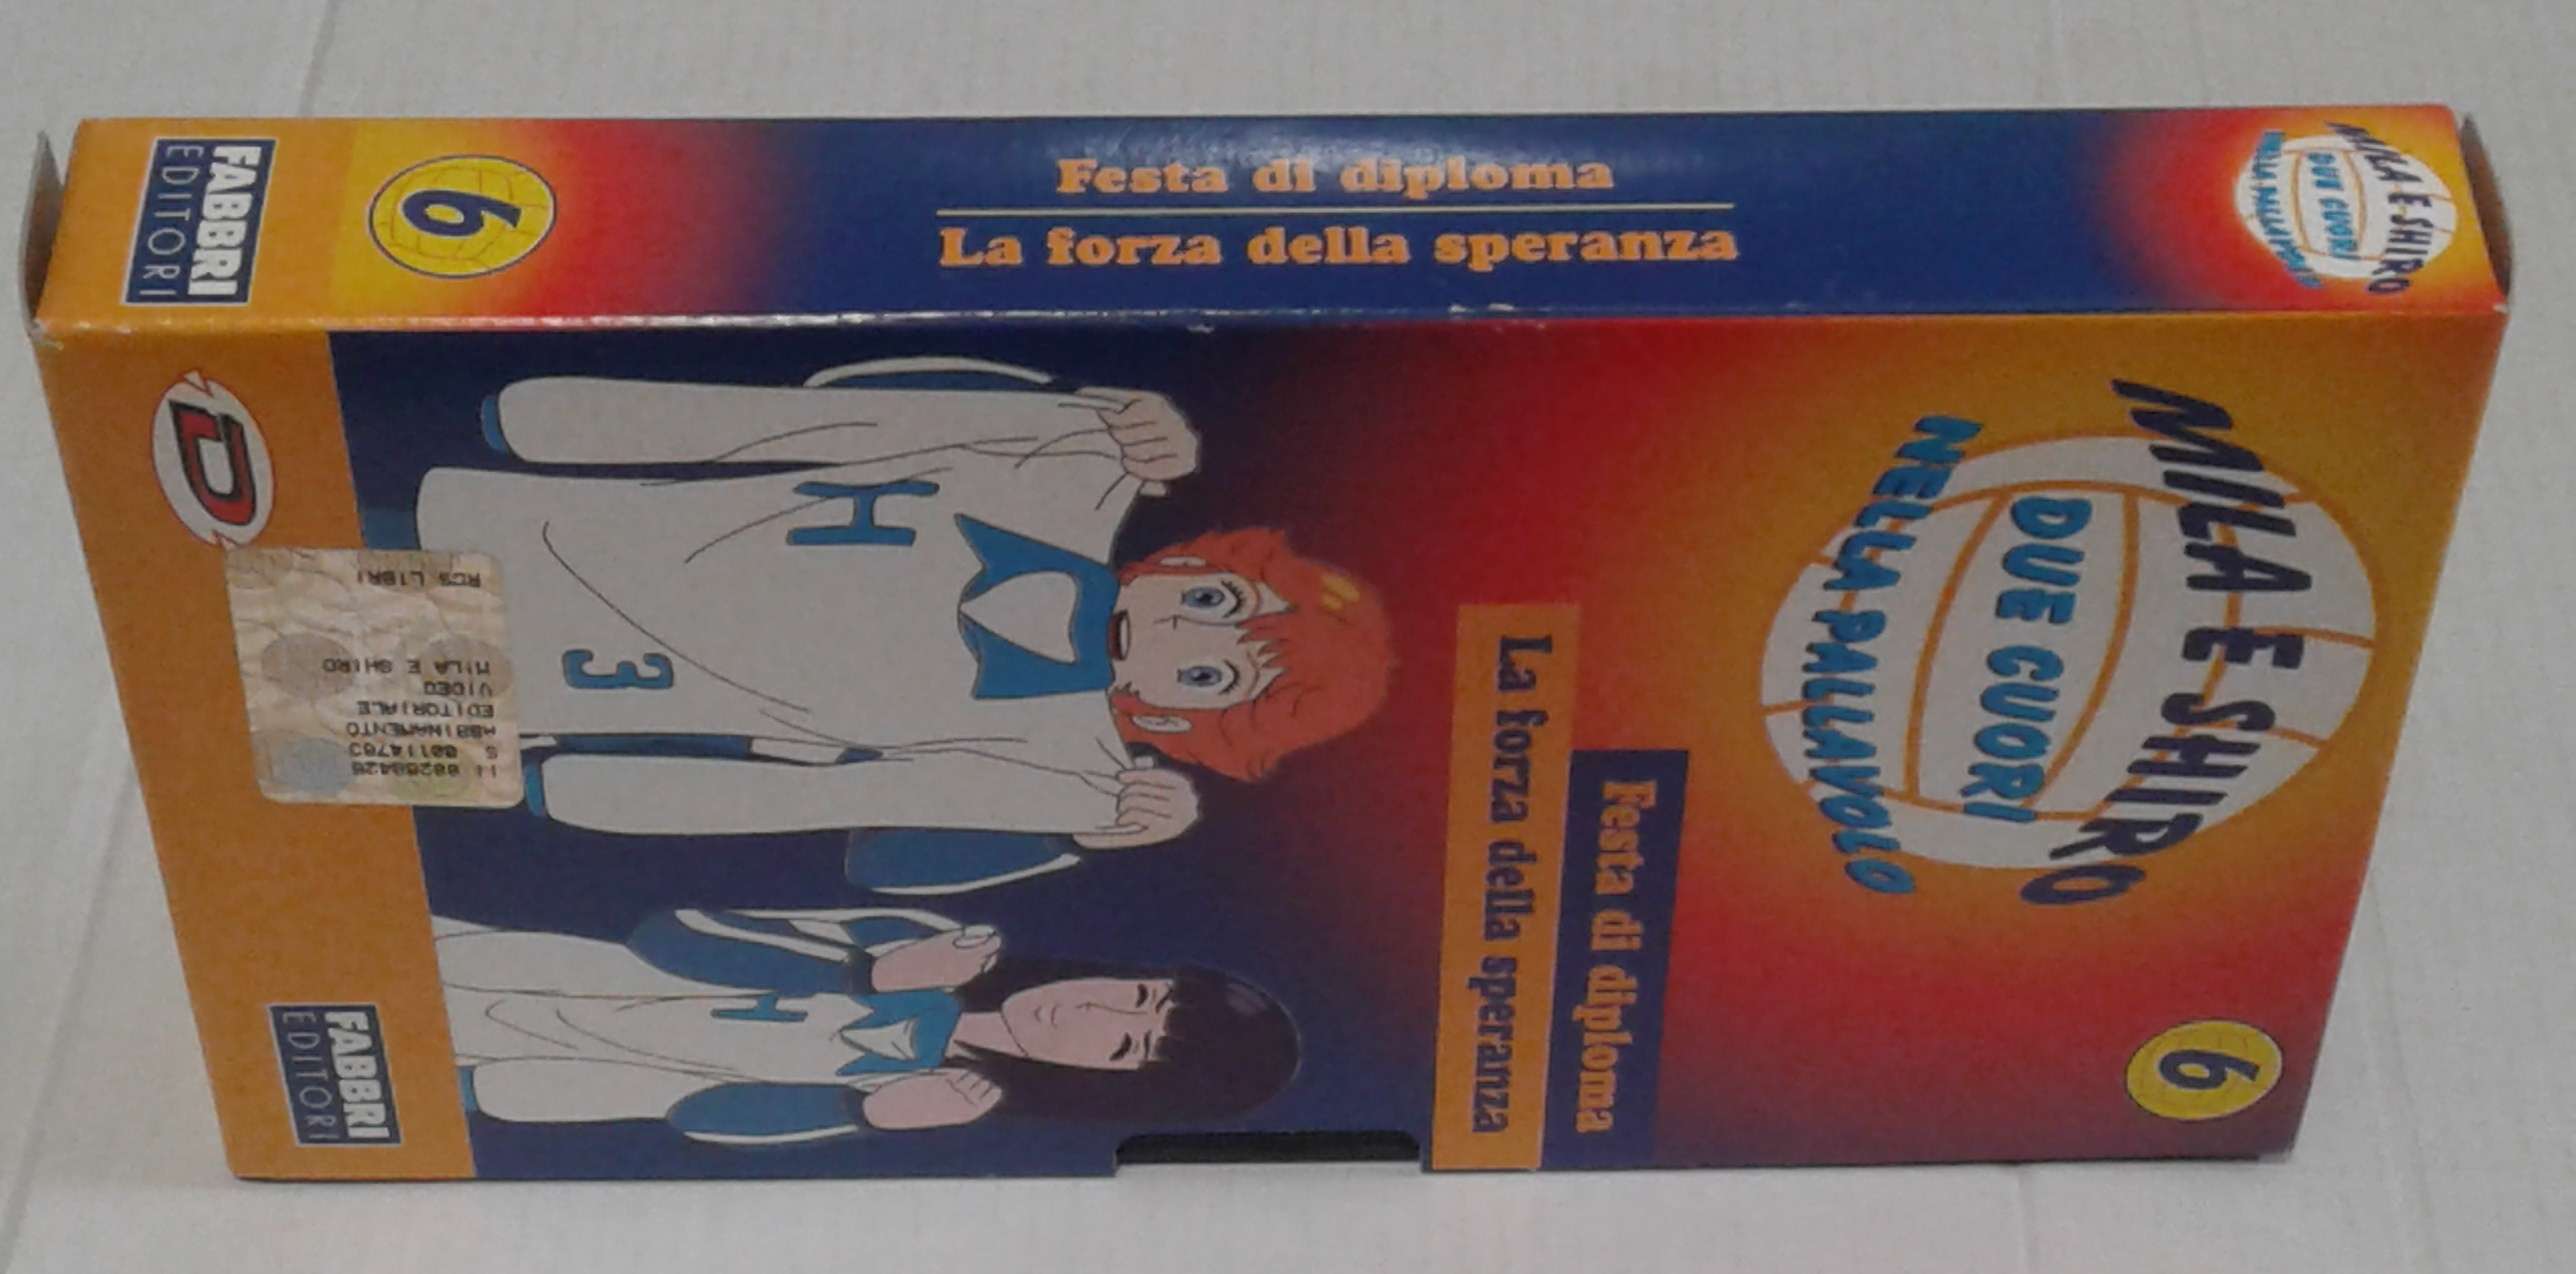 Festa di diploma
La forza della speranza
6
FABBRI
EDITORI
MILA E SHIRO
DUE CUORI
NELLA PALLAVOLO
MILA E SHIRO
DUE CUORI
NELLA PALLAVOLO
6
Festa di diploma
La forza della speranza
H
3
H
D
FABBRI
EDITORI
RCS LIBRI
MILA E SHIRO
VIDEO
EDITORIALE
ABBINAMENTO